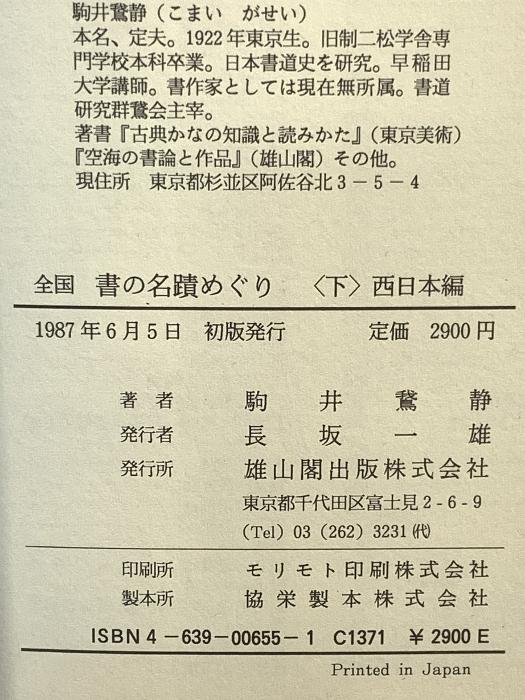 駒井鵞静（こまい　がせい）
本名、定夫。1922年東京生。旧制二松学舎専
門学校本科卒業。日本書道史を研究。早稲田
大学講師。書作家としては現在無所属。書道
研究群鵞会主宰。
著書『古典かなの知識と読みかた』（東京美術）
『空海の書論と作品』（雄山閣）その他。
現住所　東京都杉並区阿佐谷北3－5－4
全国　書の名蹟めぐり　〈下〉西日本編
1987年6月5日　初版発行　定価　2900円
著　者　駒　井　鵞　静
発行者　長　坂　一　雄
発行所　雄山閣出版株式会社
東京都千代田区富士見2-6-9
（Tel）03（262）3231㈹
印刷所　モリモト印刷株式会社
製本所　協栄製本株式会社
ISBN4－639－00655－1　C1371　￥2900E
Printed in Japan